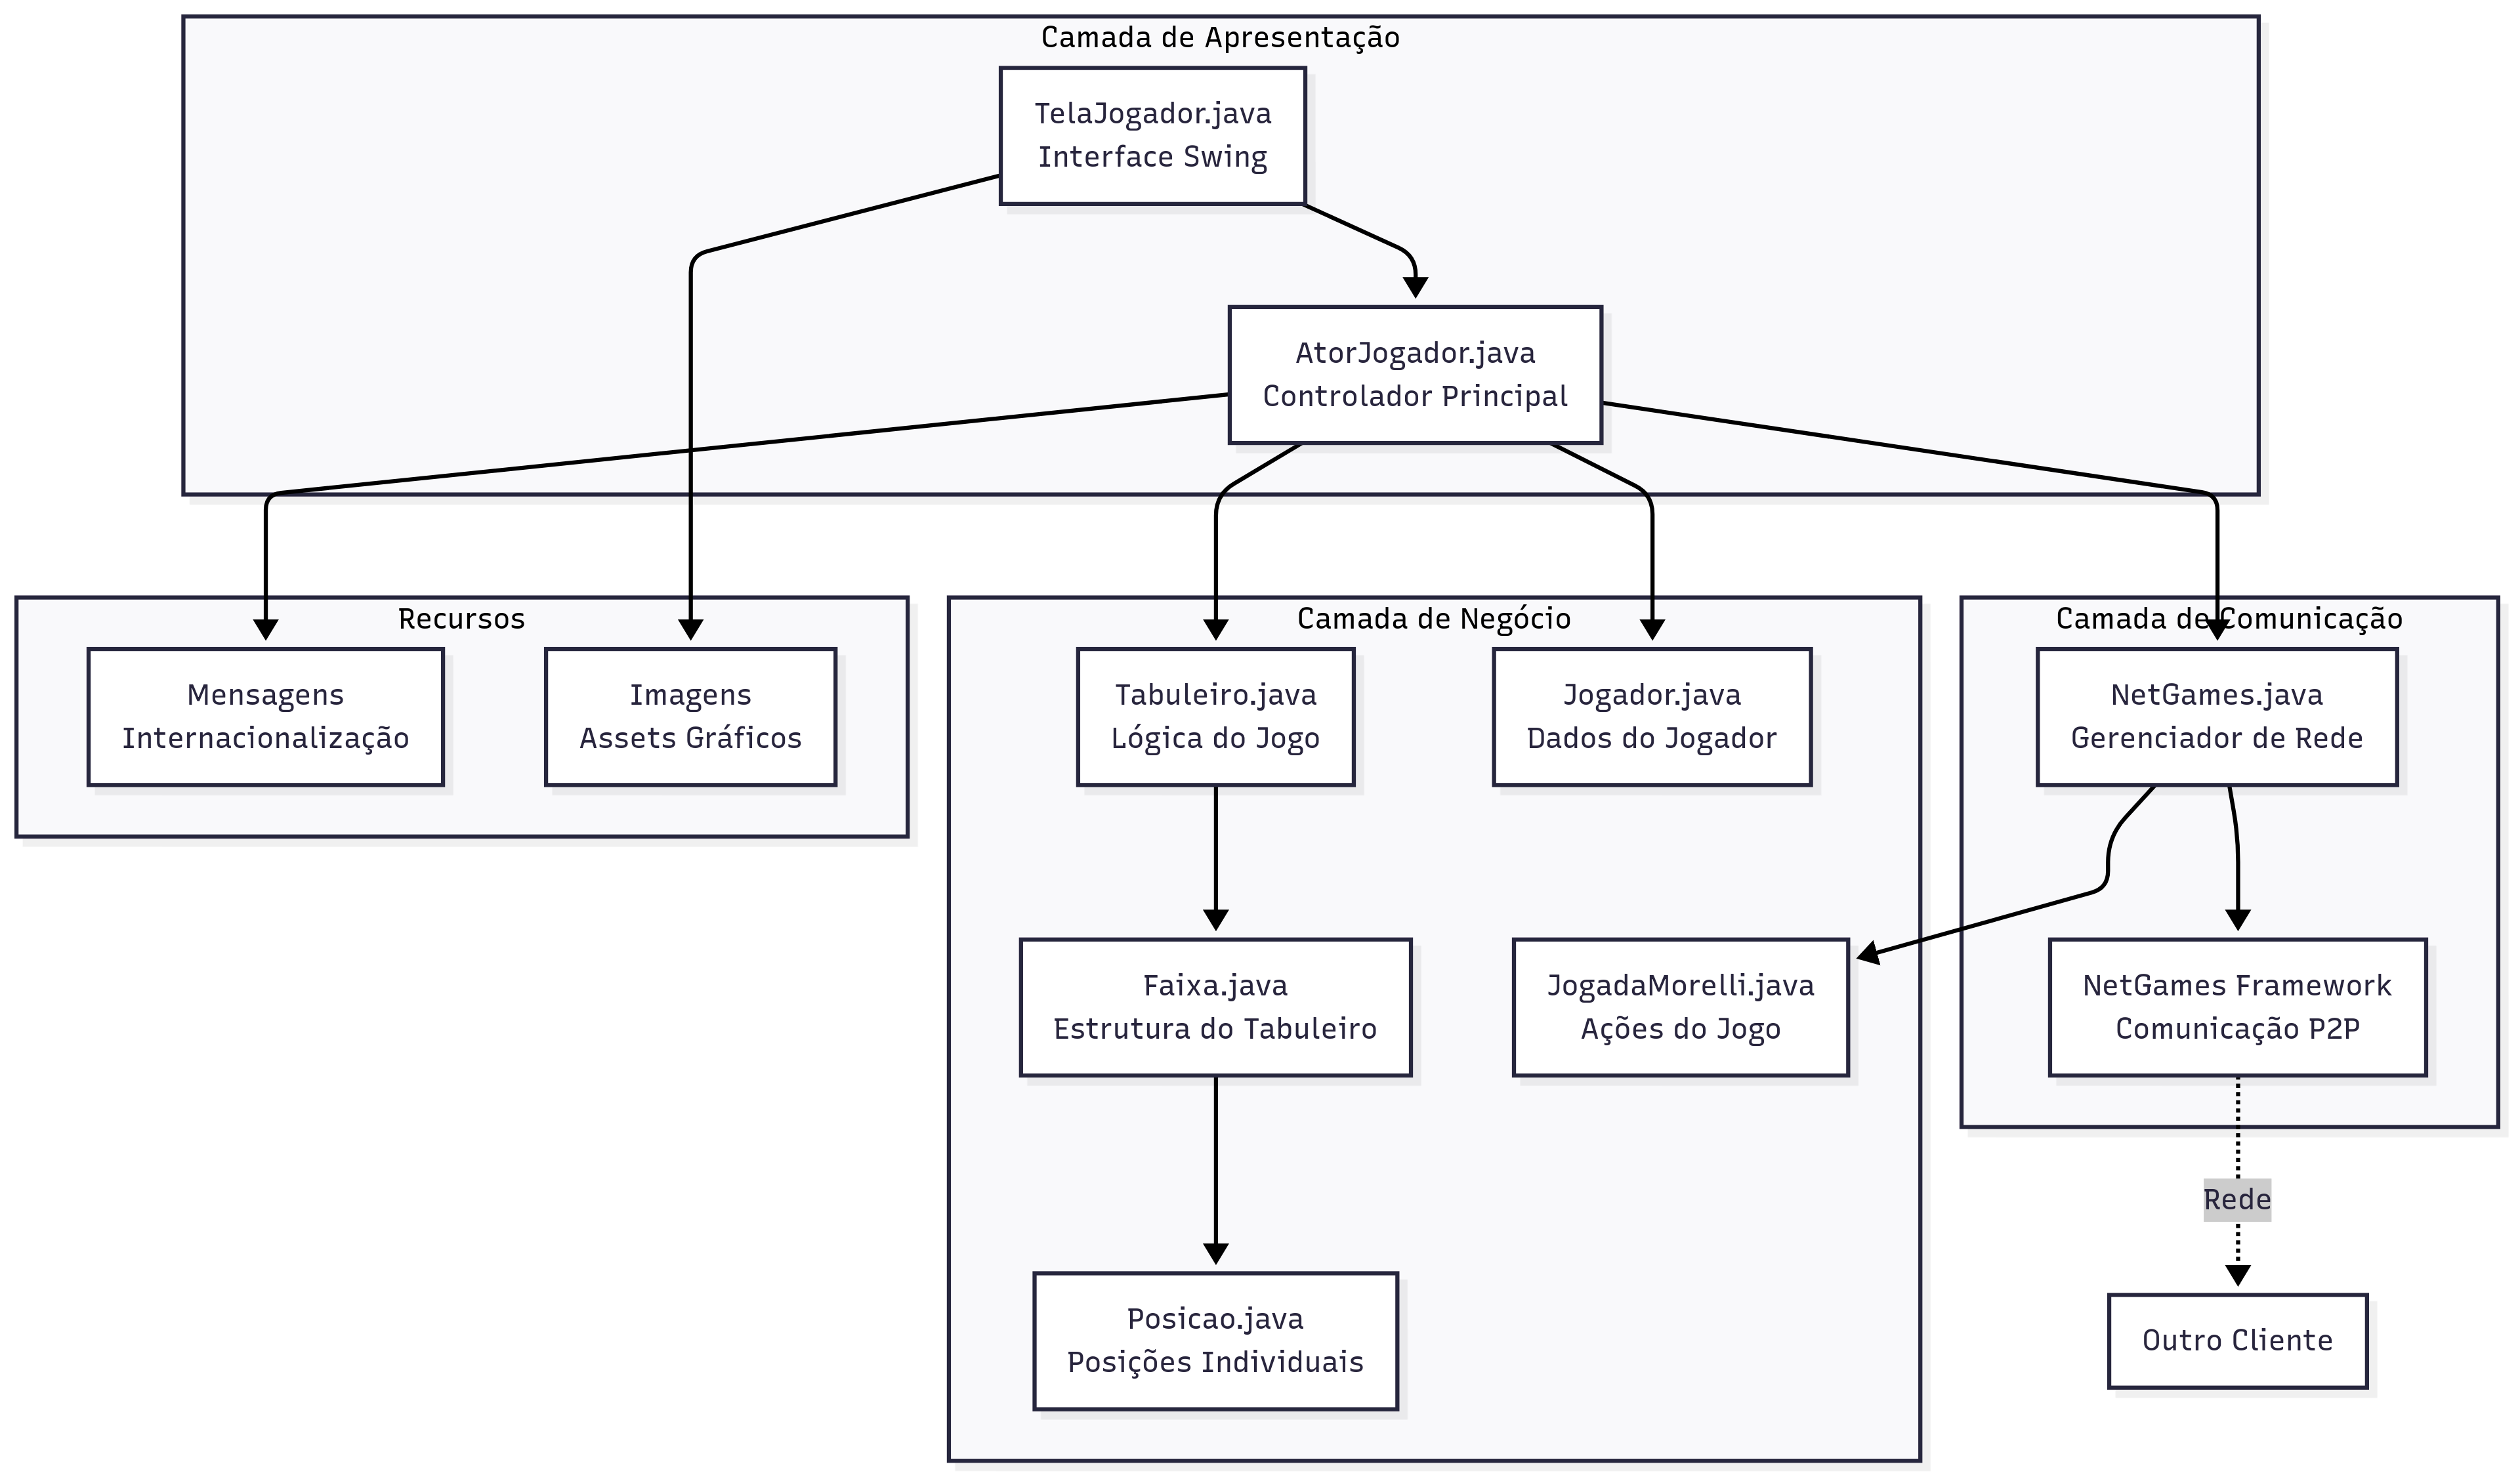 Camada de Apresentação
TelaJogador.java
Interface Swing
AtorJogador.java
Controlador Principal
Recursos
Mensagens
Internacionalização
Imagens
Assets Gráficos
Camada de Negócio
Tabuleiro.java
Lógica do Jogo
Jogador.java
Dados do Jogador
Faixa.java
Estrutura do Tabuleiro
JogadaMorelli.java
Ações do Jogo
Posicao.java
Posições Individuais
Camada de Comunicação
NetGames.java
Gerenciador de Rede
NetGames Framework
Comunicação P2P
Rede
Outro Cliente